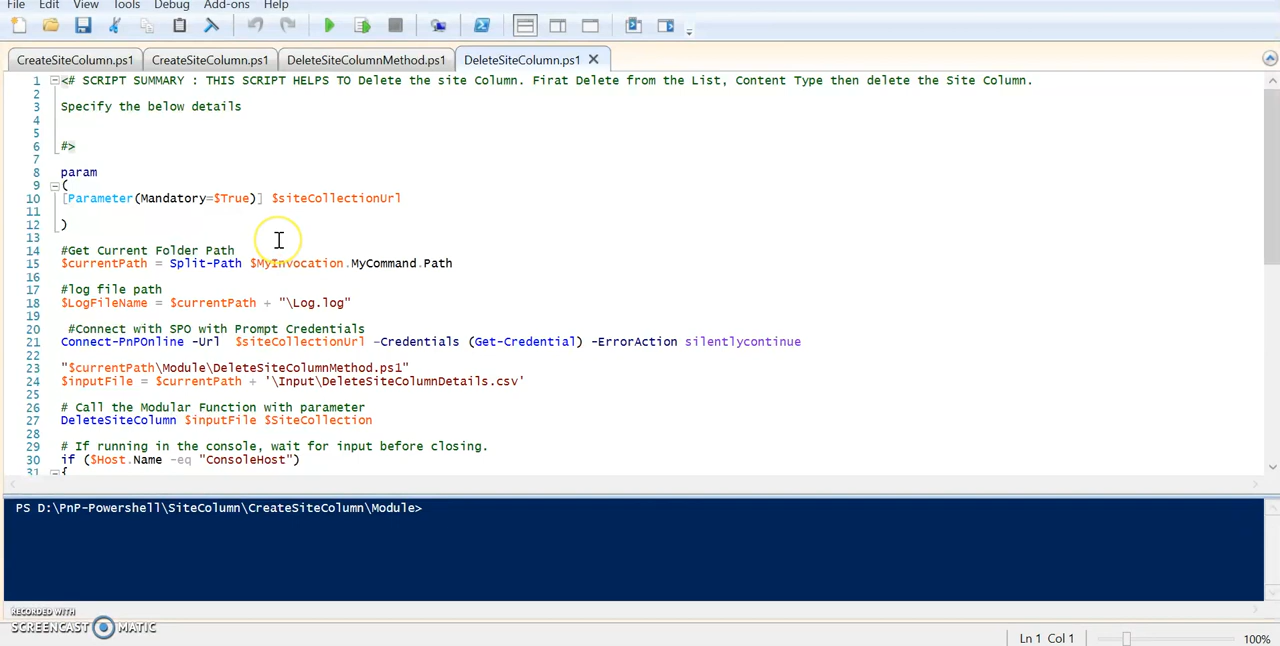 File Edit View Tools Debug Add-ons Help
CreateSiteColumn.ps1 CreateSiteColumn.ps1 DeleteSiteColumnMethod.ps1 DeleteSiteColumn.ps1
1 <# SCRIPT SUMMARY : THIS SCRIPT HELPS TO Delete the site Column. Firat Delete from the List, Content Type then delete the Site Column.
2
3 Specify the below details
4
5
6 #>
7
8 param
9 (
10 [Parameter(Mandatory=$True)] $siteCollectionUrl
11
12 )
13
14 #Get Current Folder Path
15 $currentPath = Split-Path $MyInvocation.MyCommand.Path
16
17 #log file path
18 $LogFileName = $currentPath + "\Log.log"
19
20 #Connect with SPO with Prompt Credentials
21 Connect-PnPOnline -Url $siteCollectionUrl –Credentials (Get-Credential) -ErrorAction silentlycontinue
22
23 "$currentPath\Module\DeleteSiteColumnMethod.ps1"
24 $inputFile = $currentPath + '\Input\DeleteSiteColumnDetails.csv'
25
26 # Call the Modular Function with parameter
27 DeleteSiteColumn $inputFile $SiteCollection
28
29 # If running in the console, wait for input before closing.
30 if ($Host.Name -eq "ConsoleHost")
31 {
PS D:\PnP-Powershell\SiteColumn\CreateSiteColumn\Module>
RECORDED WITH
SCREENCAST MATIC
Ln 1 Col 1 100%